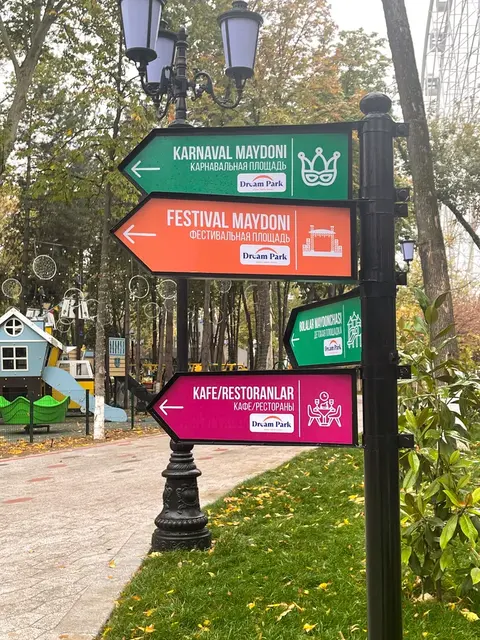 KARNAVAL MAYDONI
КАРНАВАЛЬНАЯ ПЛОЩАДЬ
Dream Park
FESTIVAL MAYDONI
ФЕСТИВАЛЬНАЯ ПЛОЩАДЬ
Dream Park
BOLALAR MAYDONCHASI
ДЕТСКАЯ ПЛОЩАДКА
Dream Park
KAFE/RESTORANLAR
КАФЕ/РЕСТОРАНЫ
Dream Park